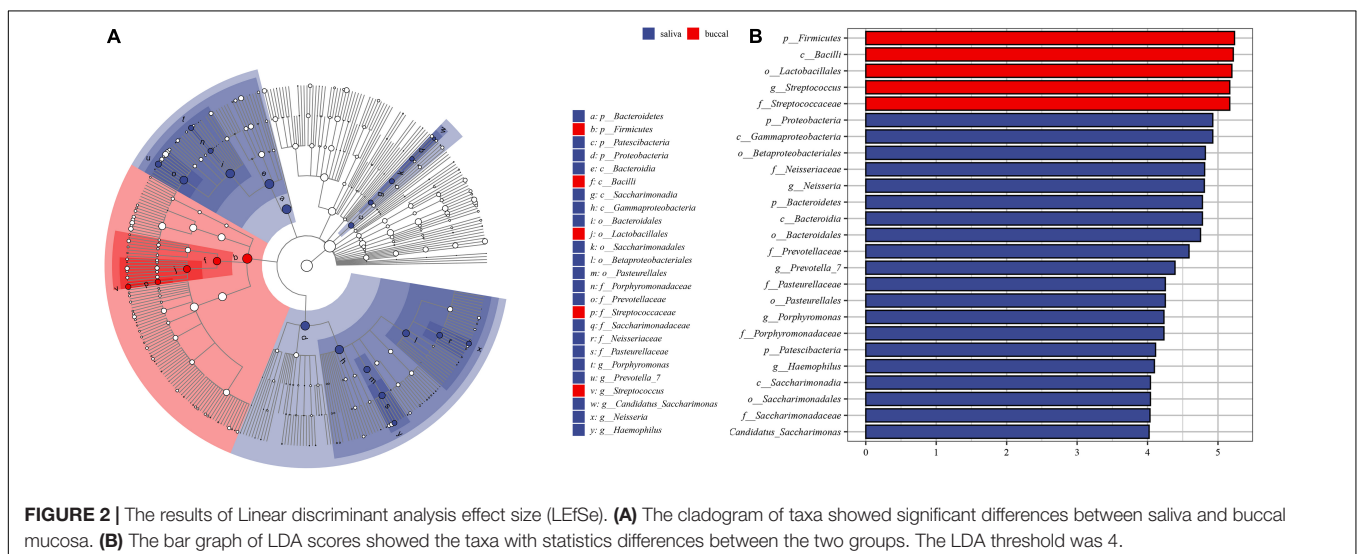 A
saliva
buccal
a: p__Bacteroidetes
b: p__Firmicutes
c: p__Patescibacteria
d: p__Proteobacteria
e: c__Bacteroidia
f: c__Bacilli
g: c__Saccharimonadia
h: c__Gammaproteobacteria
i: o__Bacteroidales
j: o__Lactobacillales
k: o__Saccharimonadales
l: o__Betaproteobacteriales
m: o__Pasteurellales
n: f__Porphyromonadaceae
o: f__Prevotellaceae
p: f__Streptococcaceae
q: f__Saccharimonadaceae
r: f__Neisseriaceae
s: f__Pasteurellaceae
t: g__Porphyromonas
u: g__Prevotella_7
v: g__Streptococcus
w: g__Candidatus_Saccharimonas
x: g__Neisseria
y: g__Haemophilus
B
p__Firmicutes
c__Bacilli
o__Lactobacillales
g__Streptococcus
f__Streptococcaceae
p__Proteobacteria
c__Gammaproteobacteria
o__Betaproteobacteriales
f__Neisseriaceae
g__Neisseria
p__Bacteroidetes
c__Bacteroidia
o__Bacteroidales
f__Prevotellaceae
g__Prevotella_7
f__Pasteurellaceae
o__Pasteurellales
g__Porphyromonas
f__Porphyromonadaceae
p__Patescibacteria
g__Haemophilus
c__Saccharimonadia
o__Saccharimonadales
f__Saccharimonadaceae
Candidatus_Saccharimonas
0 1 2 3 4 5
FIGURE 2 | The results of Linear discriminant analysis effect size (LEfSe). (A) The cladogram of taxa showed significant differences between saliva and buccal
mucosa. (B) The bar graph of LDA scores showed the taxa with statistics differences between the two groups. The LDA threshold was 4.